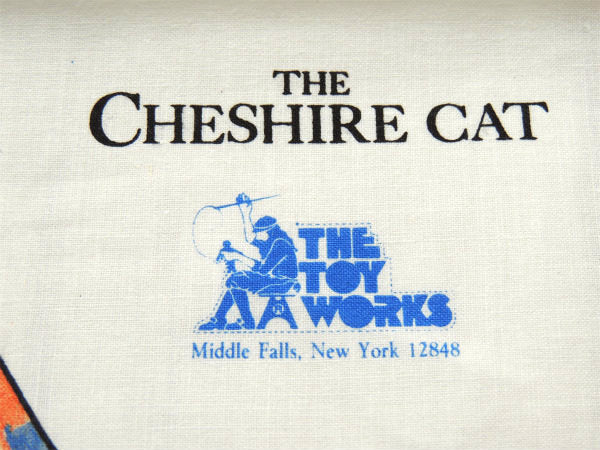 THE
CHESHIRE CAT
THE
TOY
WORKS
Middle Falls, New York 12848